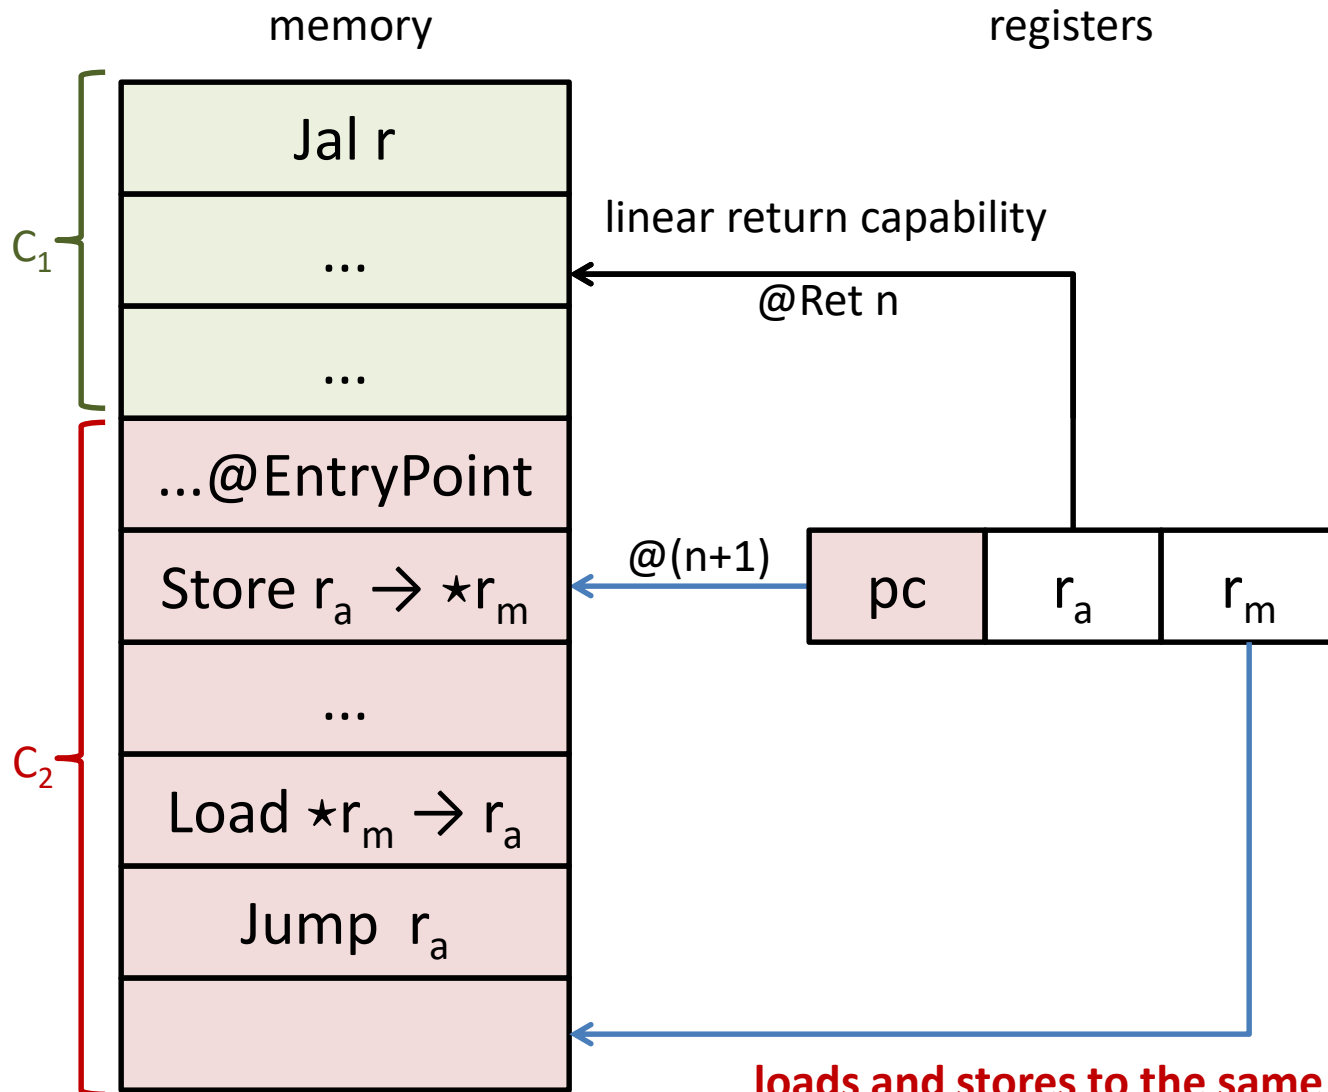 memory
registers
Jal r
linear return capability
...
@Ret n
C₁
...
...@EntryPoint
@(n+1)
Store rₐ → ⋆rₘ
pc
rₐ
rₘ
...
C₂
Load ⋆rₘ → rₐ
Jump rₐ
loads and stores to the same